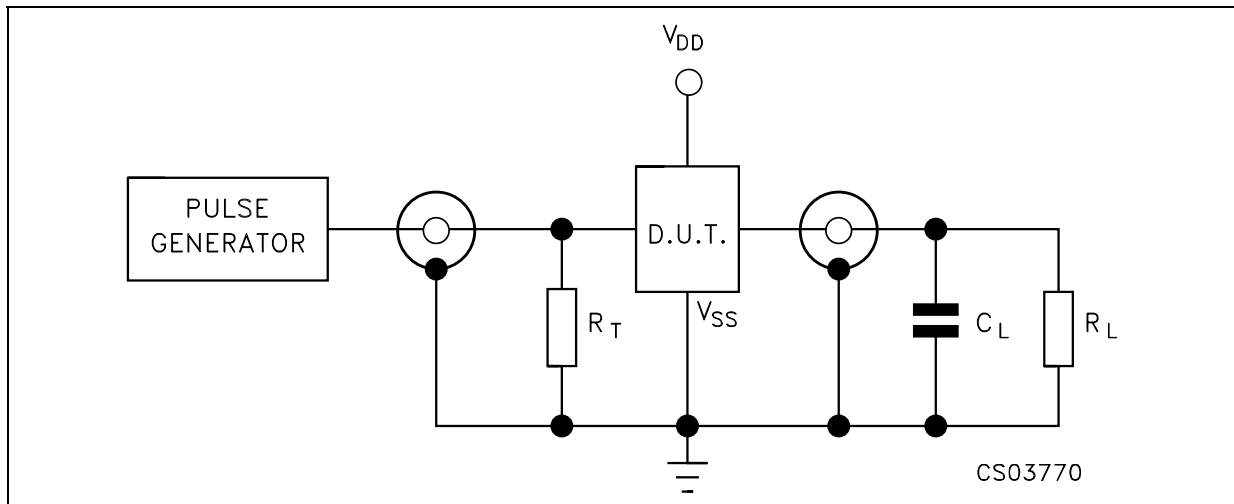 VDD
PULSE
GENERATOR
D.U.T.
VSS
RT
CL
RL
CS03770